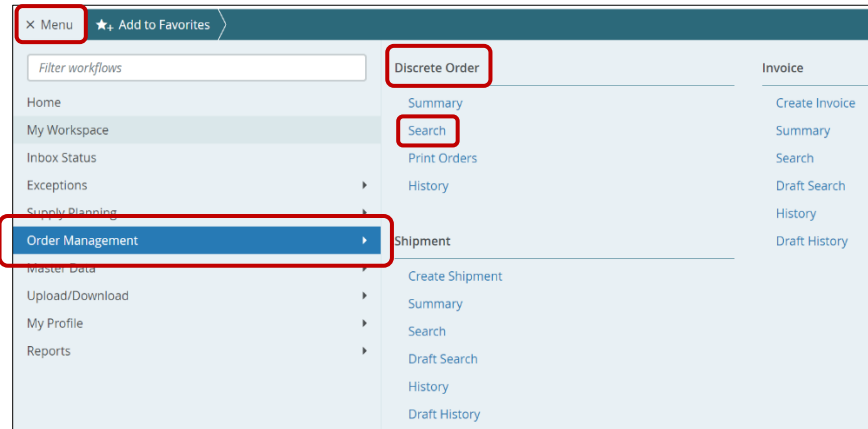 × Menu ★+ Add to Favorites
Filter workflows
Home
My Workspace
Inbox Status
Exceptions
Supply Planning
Order Management
Master Data
Upload/Download
My Profile
Reports
Discrete Order
Summary
Search
Print Orders
History
Shipment
Create Shipment
Summary
Search
Draft Search
History
Draft History
Invoice
Create Invoice
Summary
Search
Draft Search
History
Draft History